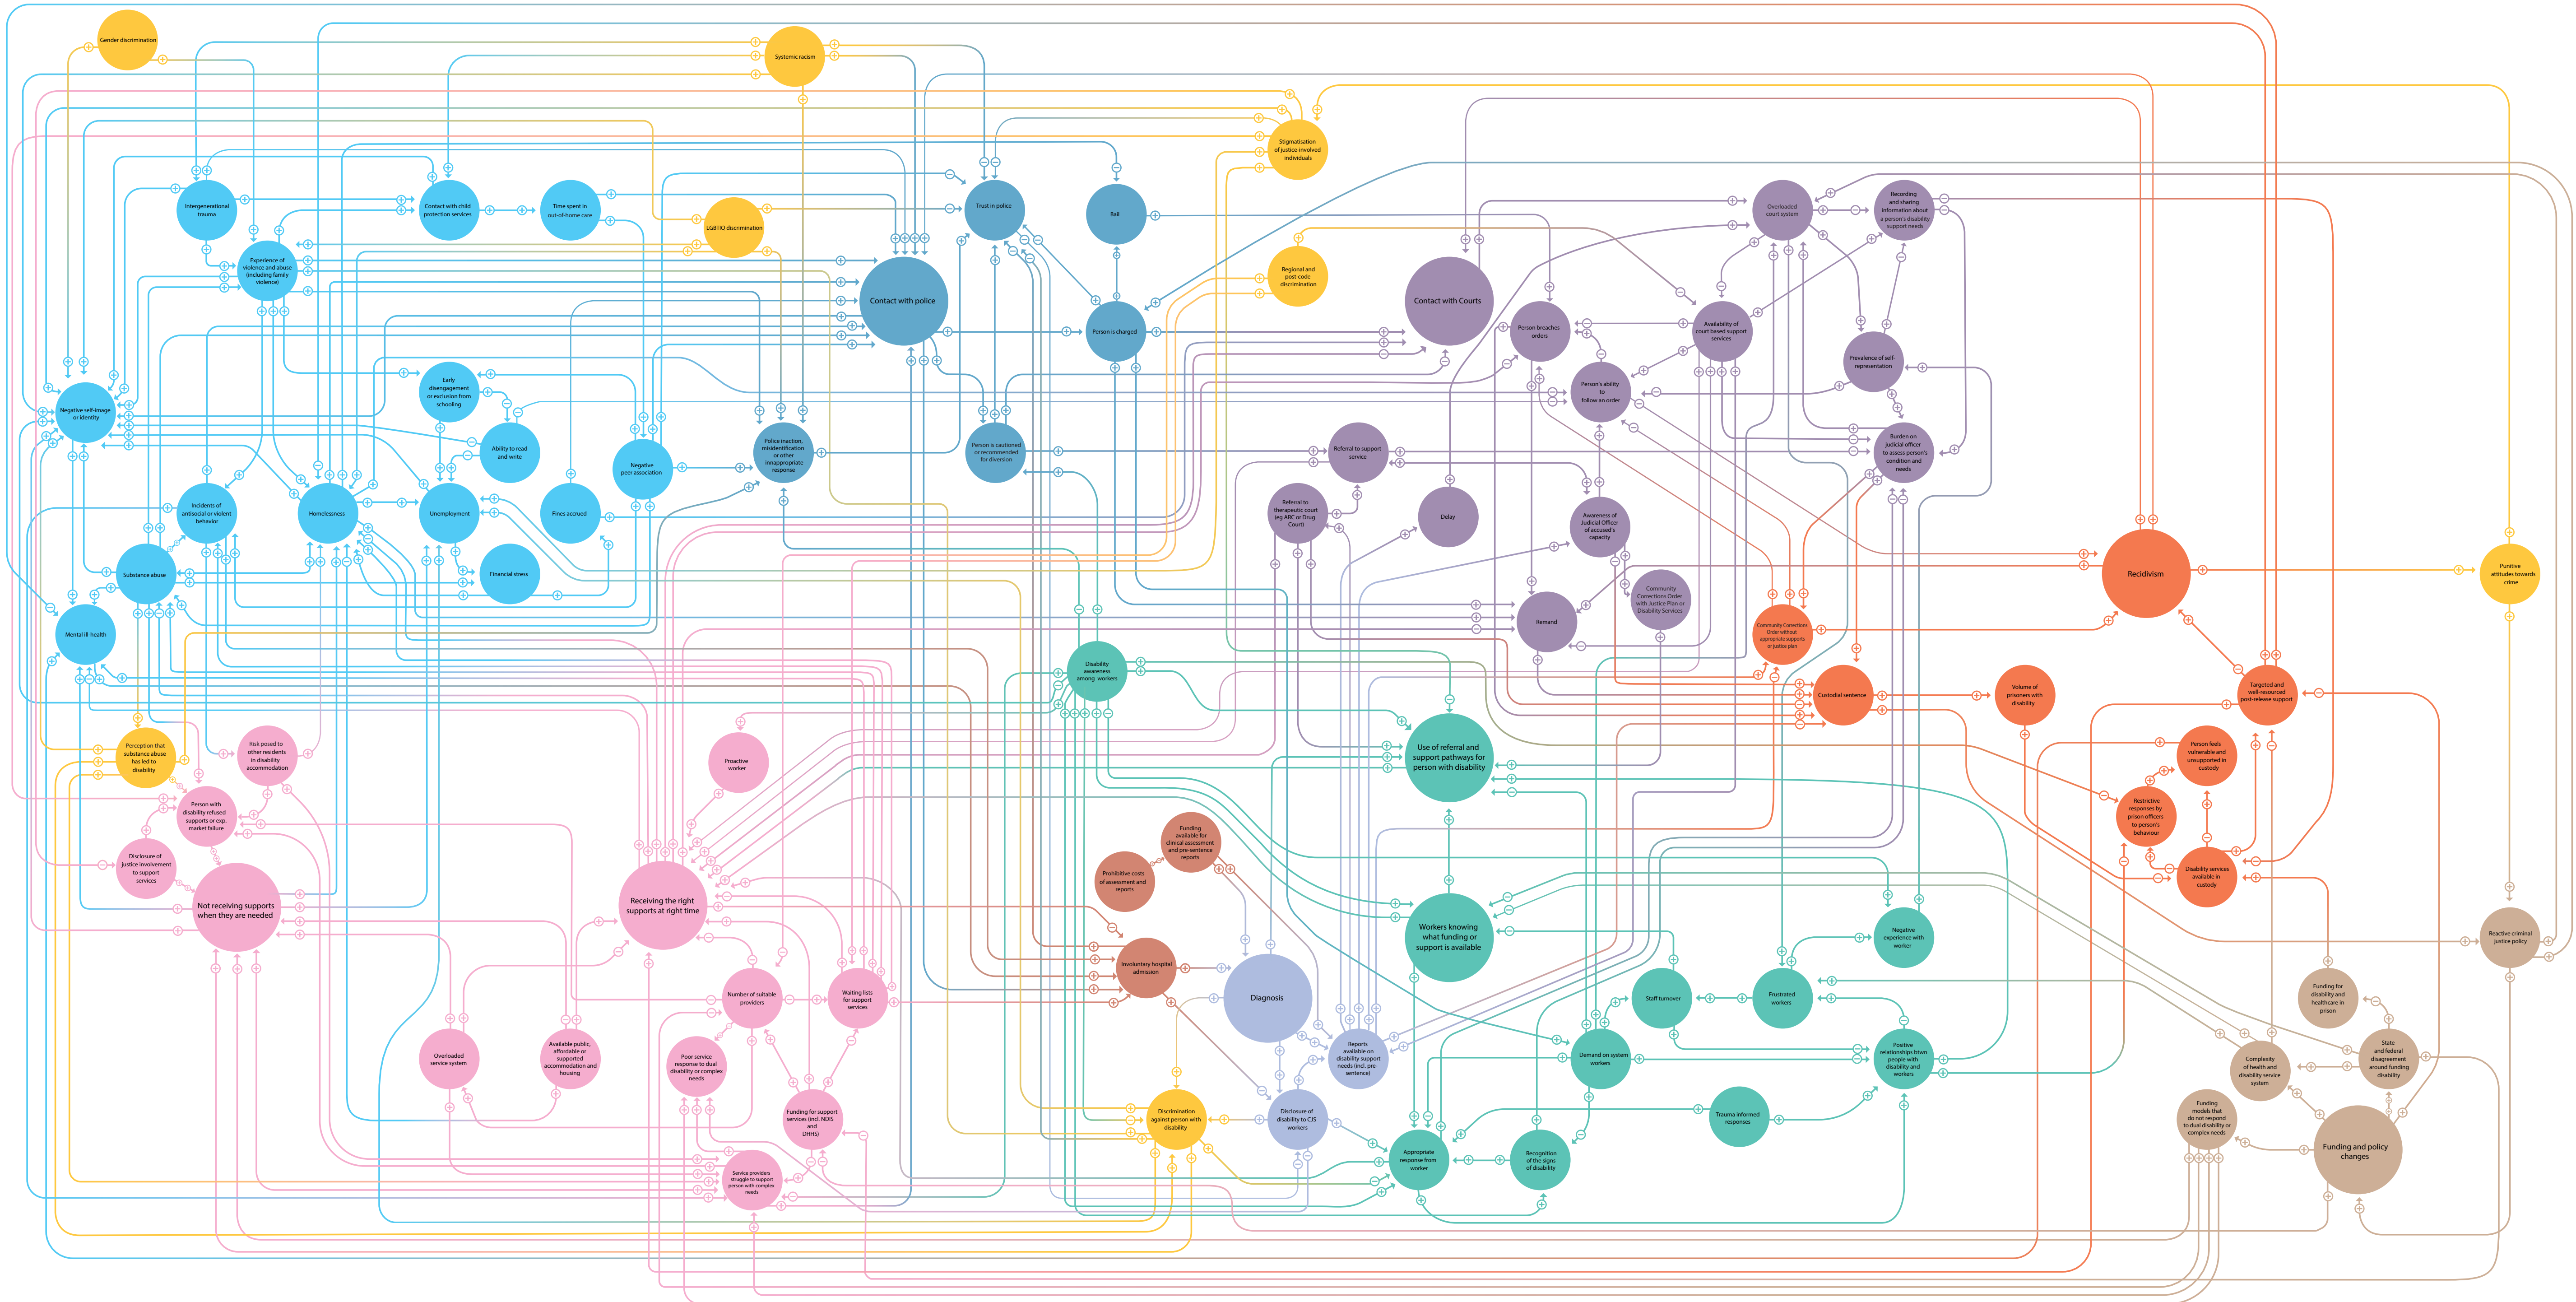 Gender discrimination
Systemic racism
Stigmatisation
of justice-involved
individuals
Intergenerational
trauma
Contact with child
protection services
Time spent in
out-of-home care
LGBTIQ discrimination
Trust in police
Bail
Overloaded
court system
Recording
and sharing
information about
a person's disability
support needs
Experience of
violence and abuse
(including family
violence)
Contact with police
Regional and
post-code
discrimination
Person is charged
Contact with Courts
Person breaches
orders
Availability of
court based support
services
Prevalence of self-
representation
Early
disengagement
or exclusion from
schooling
Person's ability
to
follow an order
Negative self-image
or identity
Ability to read
and write
Negative
peer association
Police inaction,
misidentification
or other
innappropriate
response
Person is cautioned
or recommended
for diversion
Referral to support
service
Burden on
judicial officer
to assess person's
condition and
needs
Incidents of
antisocial or violent
behavior
Homelessness
Unemployment
Fines accrued
Referral to
therapeutic court
(eg ARC or Drug
Court)
Delay
Awareness of
Judicial Officer
of accused's
capacity
Substance abuse
Financial stress
Community
Corrections Order
with Justice Plan or
Disability Services
Recidivism
Punitive
attitudes towards
crime
Mental ill-health
Remand
Community Corrections
Order without
appropriate supports
or justice plan
Disability
awareness
among workers
Custodial sentence
Volume of
prisoners with
disability
Targeted and
well-resourced
post-release support
Perception that
substance abuse
has led to
disability
Risk posed to
other residents
in disability
accommodation
Proactive
worker
Use of referral and
support pathways for
person with disability
Person feels
vulnerable and
unsupported in
custody
Person with
disability refused
supports or exp.
market failure
Restrictive
responses by
prison officers
to person's
behaviour
Funding
available for
clinical assessment
and pre-sentence
reports
Disclosure of
justice involvement
to support
services
Prohibitive costs
of assessment and
reports
Disability services
available in
custody
Not receiving supports
when they are needed
Receiving the right
supports at right time
Workers knowing
what funding or
support is available
Negative
experience with
worker
Reactive criminal
justice policy
Involuntary hospital
admission
Number of suitable
providers
Waiting lists
for support
services
Diagnosis
Staff turnover
Frustrated
workers
Funding for
disability and
healthcare in
prison
Overloaded
service system
Available public,
affordable or
supported
accommodation and
housing
Poor service
response to dual
disability or complex
needs
Reports
available on
disability support
needs (incl. pre-
sentence)
Demand on system
workers
Positive
relationships btwn
people with
disability and
workers
Complexity
of health and
disability service
system
State
and federal
disagreement
around funding
disability
Funding for support
services (incl. NDIS
and
DHHS)
Discrimination
against person with
disability
Disclosure of
disability to CJS
workers
Trauma informed
responses
Funding
models that
do not respond
to dual disability or
complex needs
Funding and policy
changes
Service providers
struggle to support
person with complex
needs
Appropriate
response from
worker
Recognition
of the signs
of disability